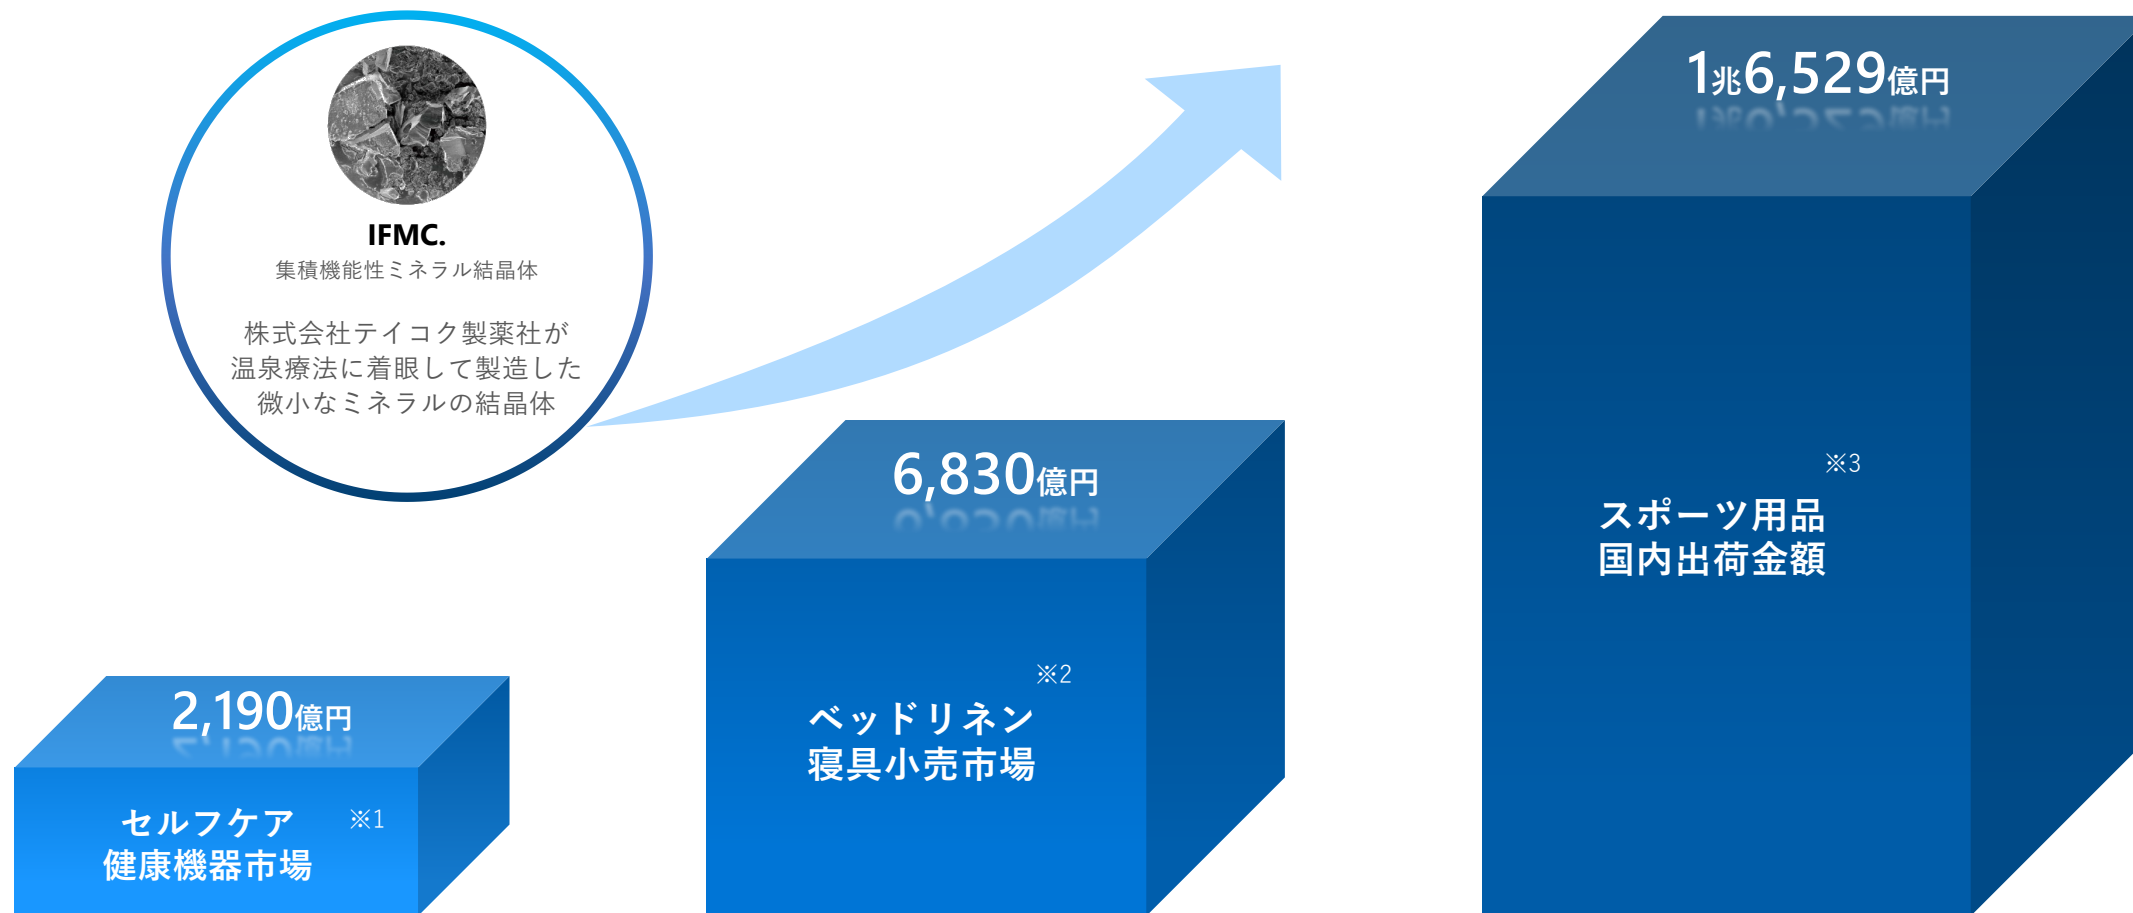 IFMC.
集積機能性ミネラル結晶体
株式会社テイコク製薬社が
温泉療法に着眼して製造した
微小なミネラルの結晶体
2,190億円
セルフケア ※1
健康機器市場
6,830億円
※2
ベッドリネン
寝具小売市場
1兆6,529億円
※3
スポーツ用品
国内出荷金額